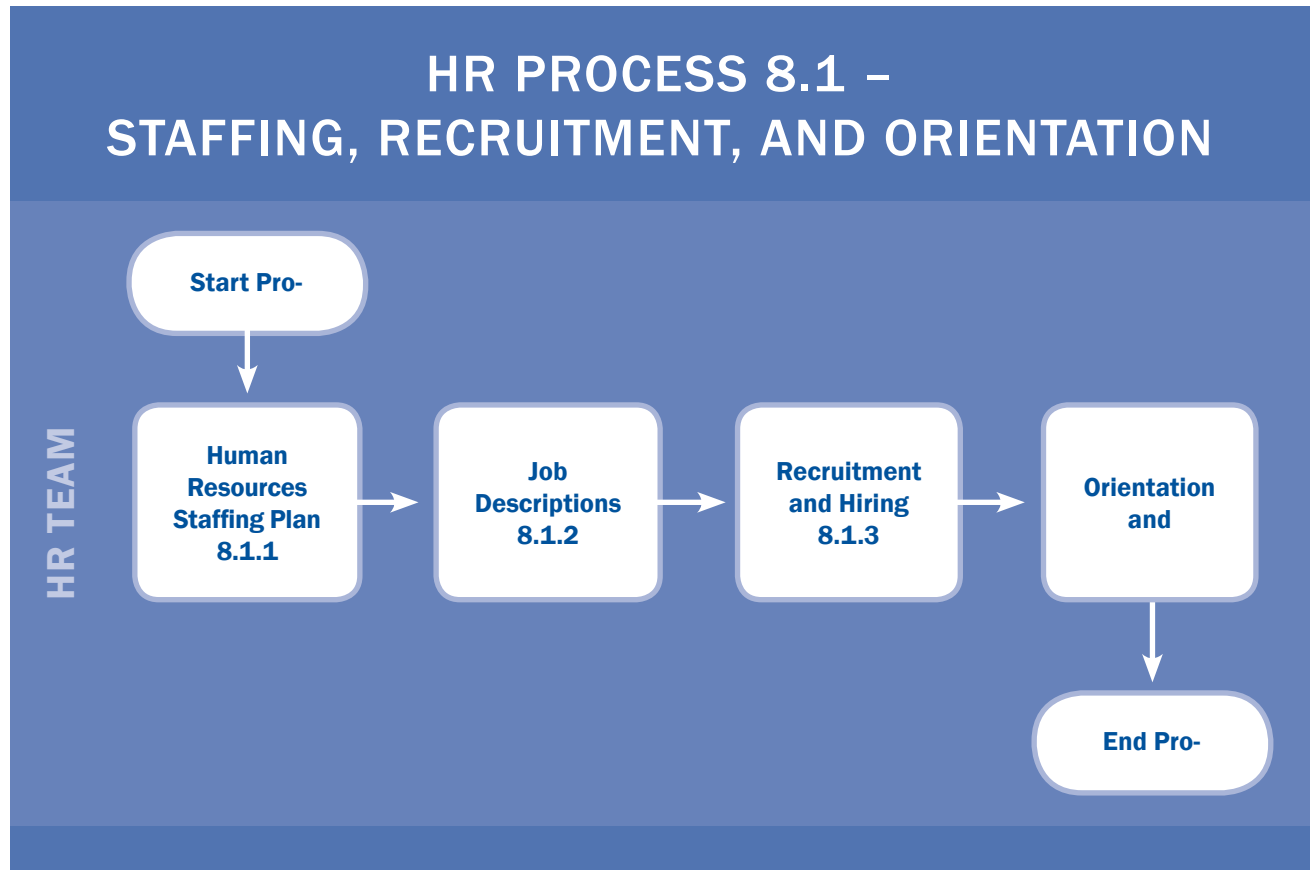 HR PROCESS 8.1 –
STAFFING, RECRUITMENT, AND ORIENTATION
HR TEAM
Start Pro-
Human
Resources
Staffing Plan
8.1.1
Job
Descriptions
8.1.2
Recruitment
and Hiring
8.1.3
Orientation
and
End Pro-